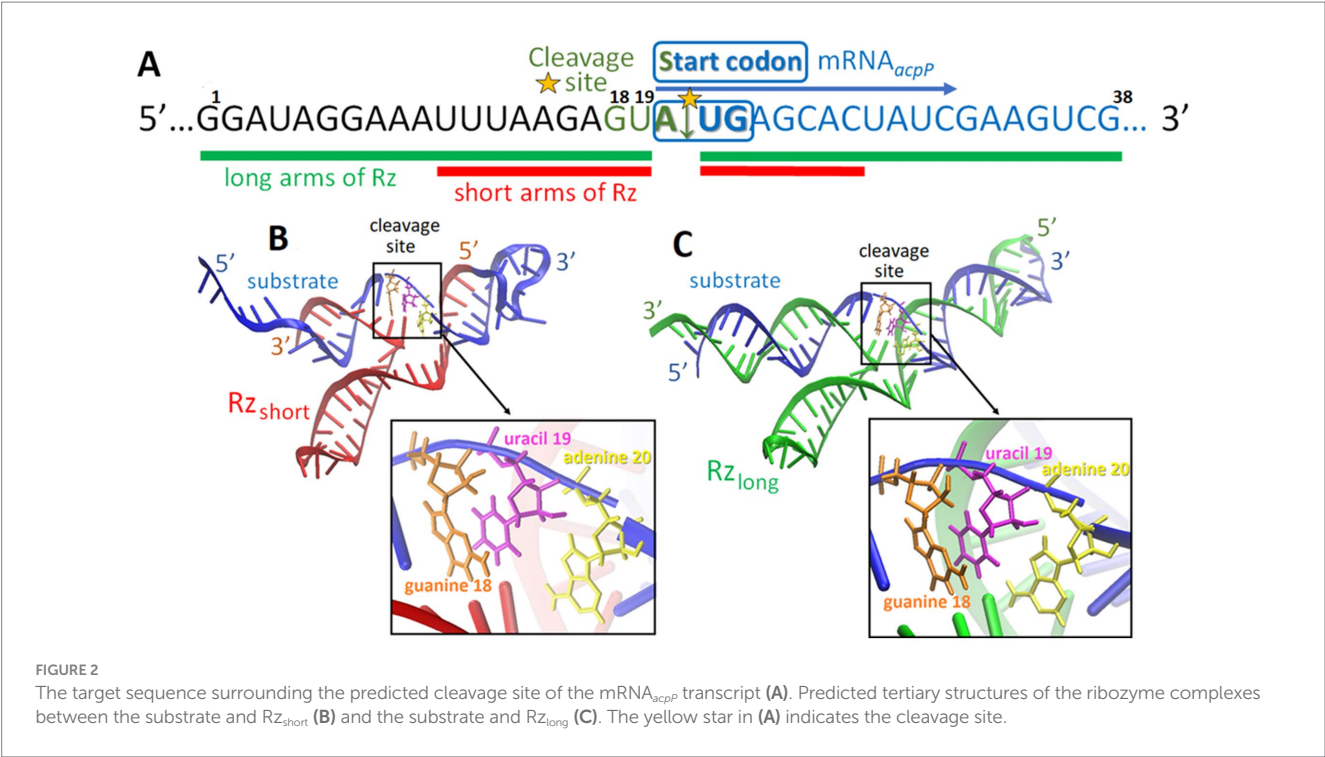 A
Cleavage
site
Start codon
mRNAacpP
1
18 19
38
5’...GGAUAGGAAAUUUAAGAGUAUGAGCACUAUCGAAGUCG... 3’
long arms of Rz
short arms of Rz
B
cleavage
site
5’
substrate
5’
3’
3’
Rzshort
uracil 19
adenine 20
guanine 18
C
cleavage
site
5’
3’
substrate
3’
5’
Rzlong
uracil 19
adenine 20
guanine 18
FIGURE 2
The target sequence surrounding the predicted cleavage site of the mRNAacpP transcript (A). Predicted tertiary structures of the ribozyme complexes
between the substrate and Rzshort (B) and the substrate and Rzlong (C). The yellow star in (A) indicates the cleavage site.